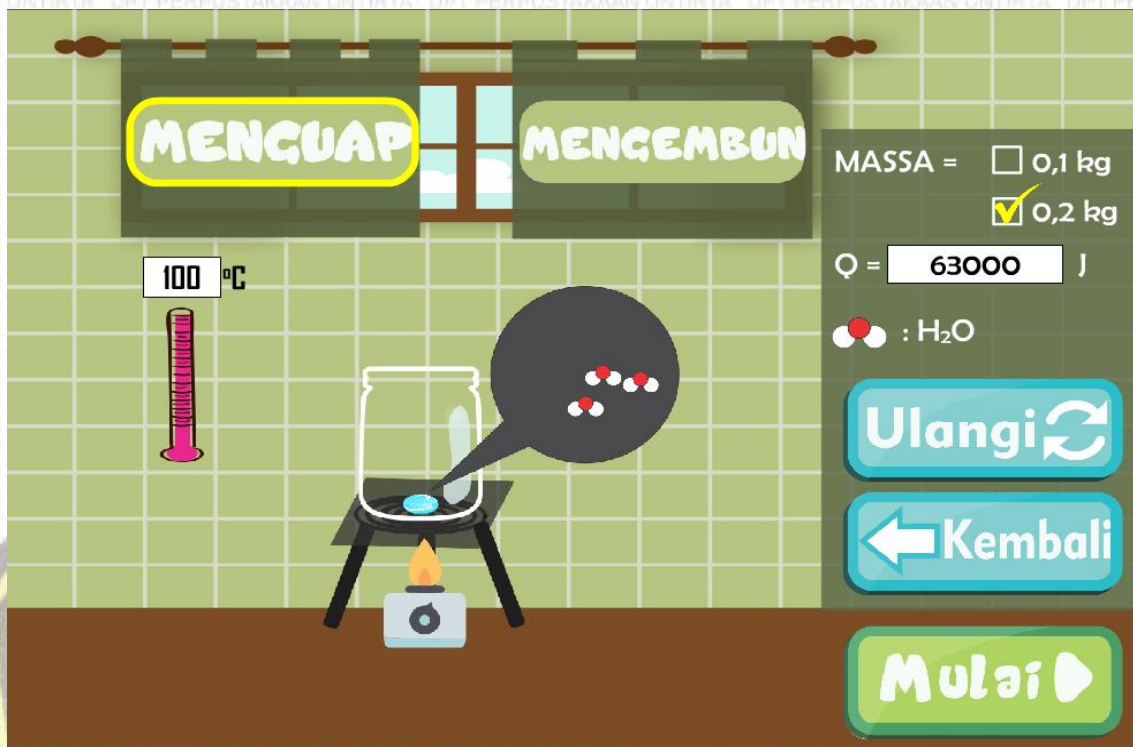 MENGUAP
MENGEMBUN
MASSA = 0,1 kg
0,2 kg
Q = 63000 J
: H₂O
100 °C
Ulangi
Kembali
Mulai